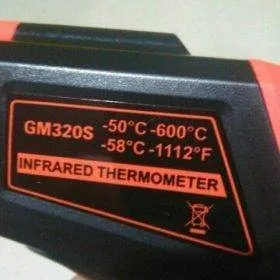 GM320S -50°C -600°C
-58°C -1112°F
INFRARED THERMOMETER